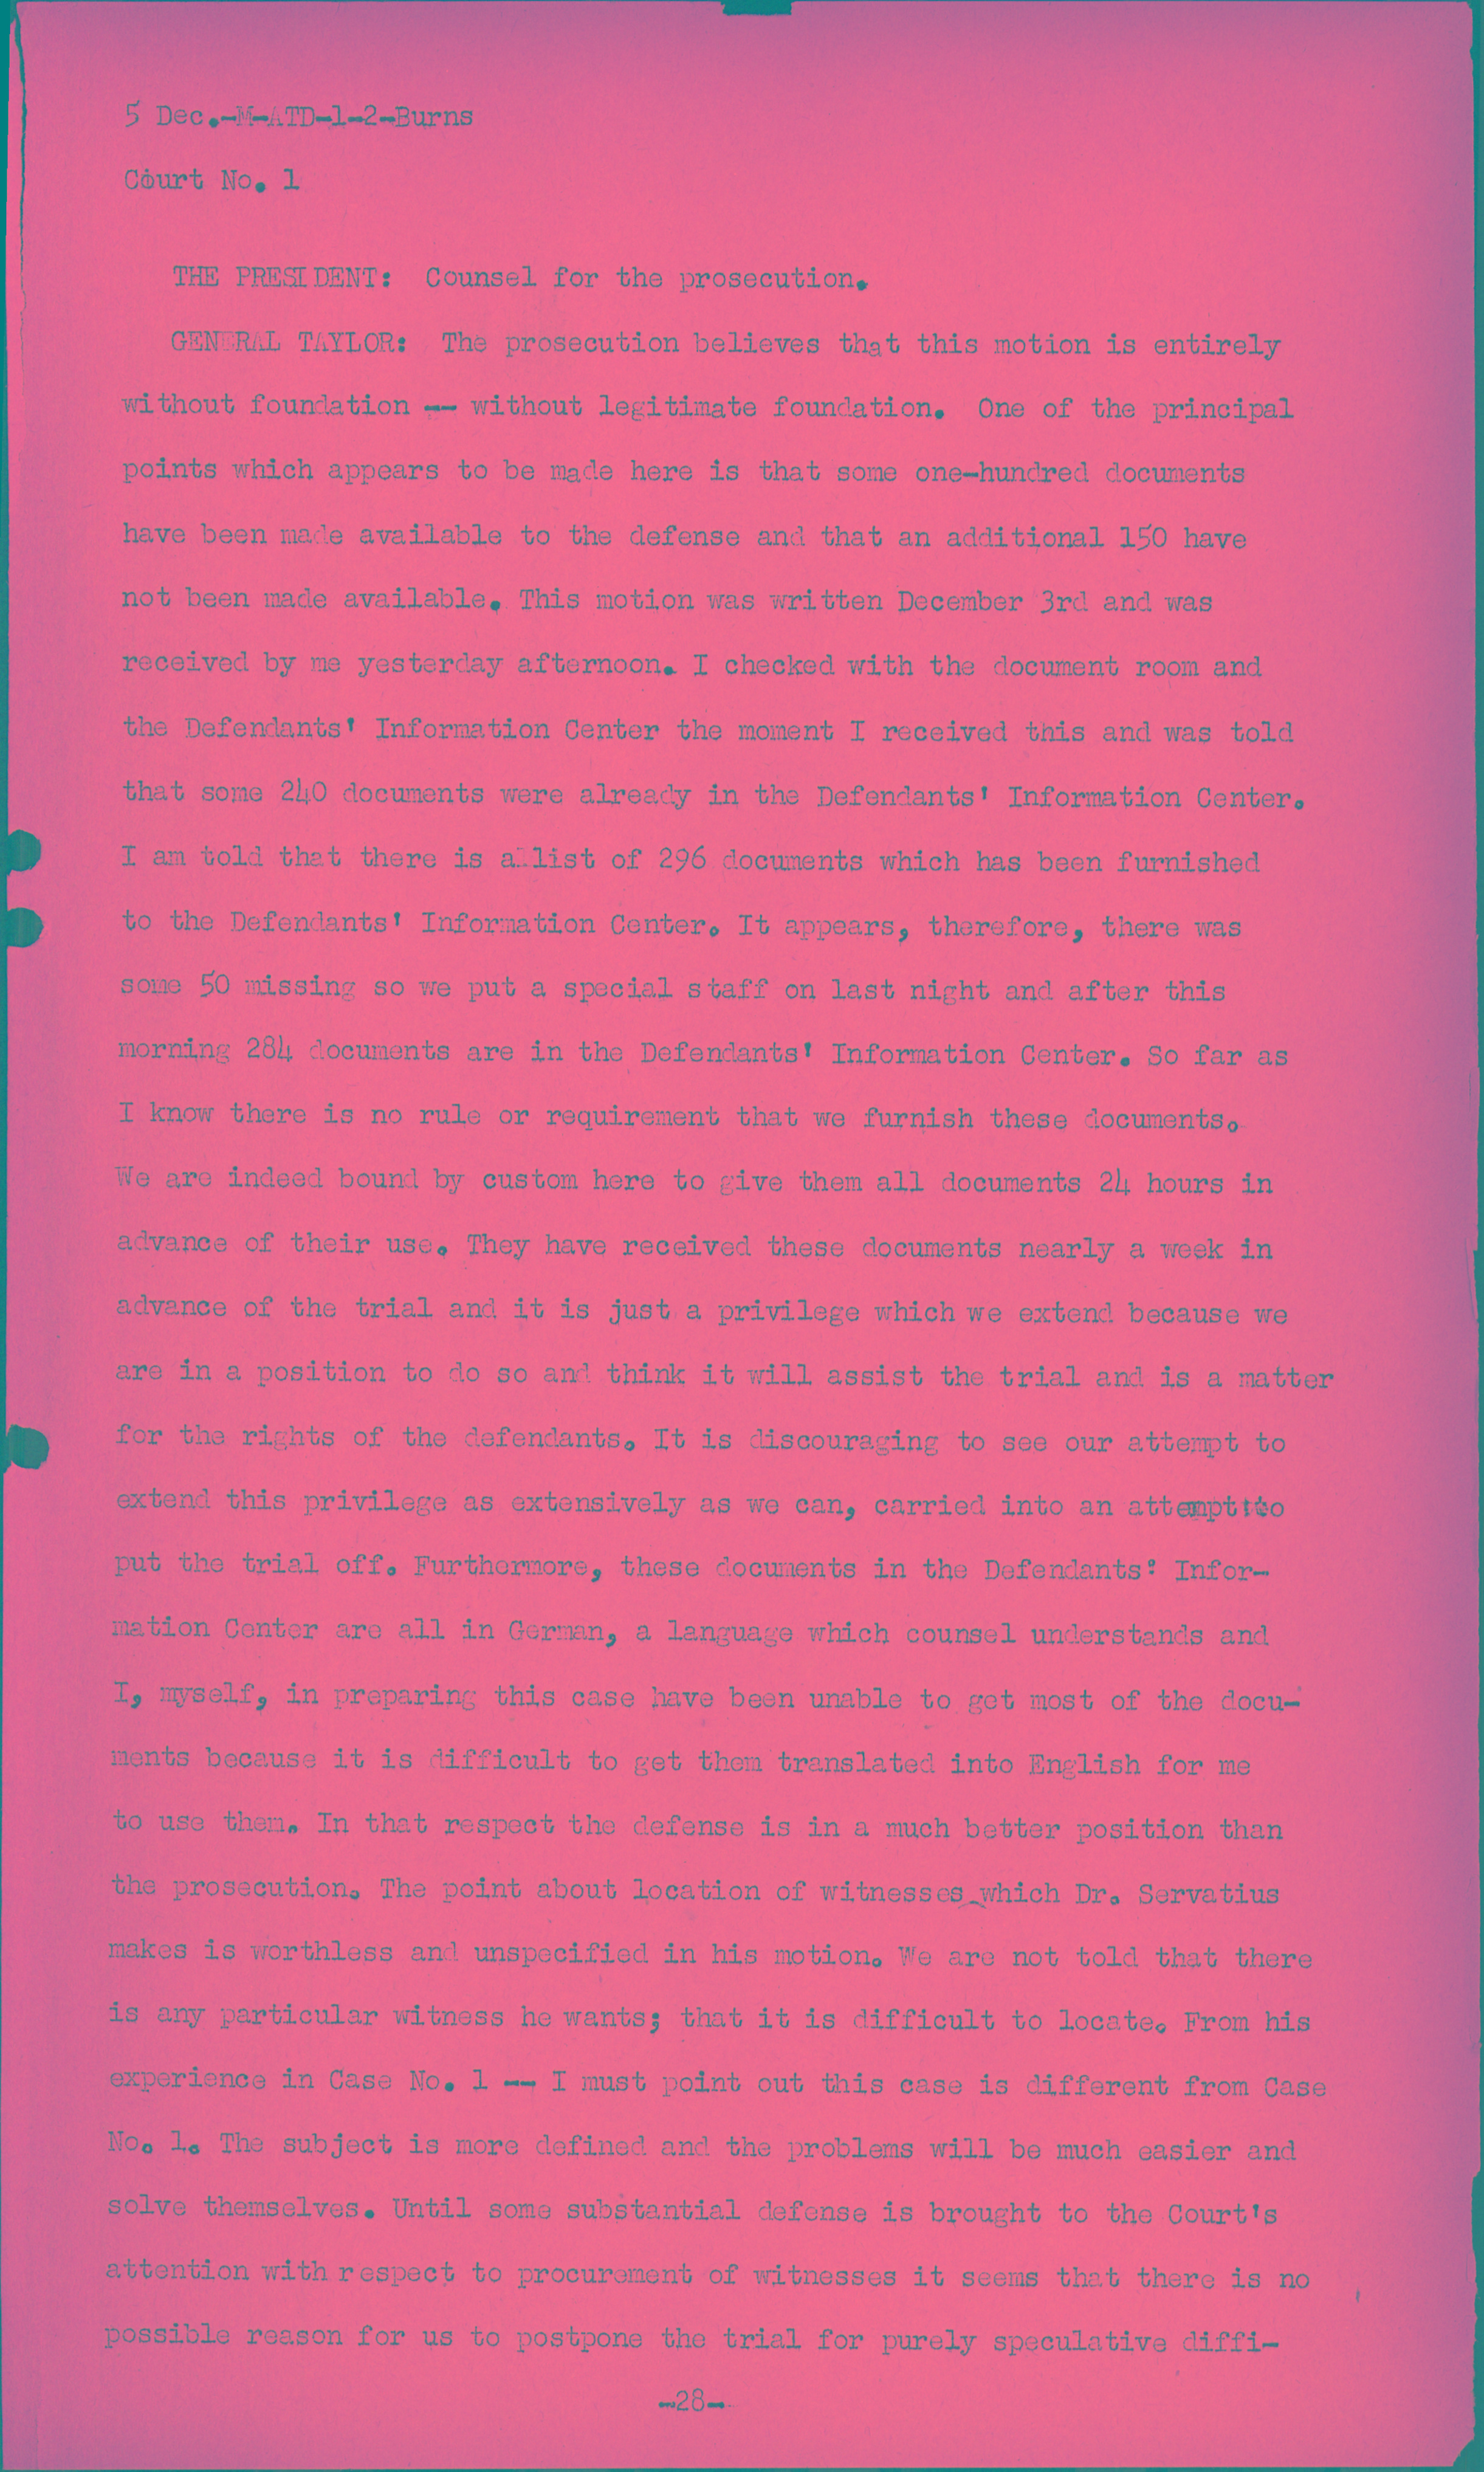 5 Dec.-M-ATD-1-2-Burns
Court No. 1
THE PRESIDENT: Counsel for the prosecution.
GENERAL TAYLOR: The prosecution believes that this motion is entirely
without foundation -- without legitimate foundation. One of the principal
points which appears to be made here is that some one-hundred documents
have been made available to the defense and that an additional 150 have
not been made available. This motion was written December 3rd and was
received by me yesterday afternoon. I checked with the document room and
the Defendants' Information Center the moment I received this and was told
that some 240 documents were already in the Defendants' Information Center.
I am told that there is a list of 296 documents which has been furnished
to the Defendants' Information Center. It appears, therefore, there was
some 50 missing so we put a special staff on last night and after this
morning 284 documents are in the Defendants' Information Center. So far as
I know there is no rule or requirement that we furnish these documents.
We are indeed bound by custom here to give them all documents 24 hours in
advance of their use. They have received these documents nearly a week in
advance of the trial and it is just a privilege which we extend because we
are in a position to do so and think it will assist the trial and is a matter
for the rights of the defendants. It is discouraging to see our attempt to
extend this privilege as extensively as we can, carried into an attempt to
put the trial off. Furthermore, these documents in the Defendants' Infor-
mation Center are all in German, a language which counsel understands and
I, myself, in preparing this case have been unable to get most of the docu-
ments because it is difficult to get them translated into English for me
to use them. In that respect the defense is in a much better position than
the prosecution. The point about location of witnesses which Dr. Servatius
makes is worthless and unspecified in his motion. We are not told that there
is any particular witness he wants; that it is difficult to locate. From his
experience in Case No. 1 -- I must point out this case is different from Case
No. 1. The subject is more defined and the problems will be much easier and
solve themselves. Until some substantial defense is brought to the Court's
attention with respect to procurement of witnesses it seems that there is no
possible reason for us to postpone the trial for purely speculative diffi-
-28-